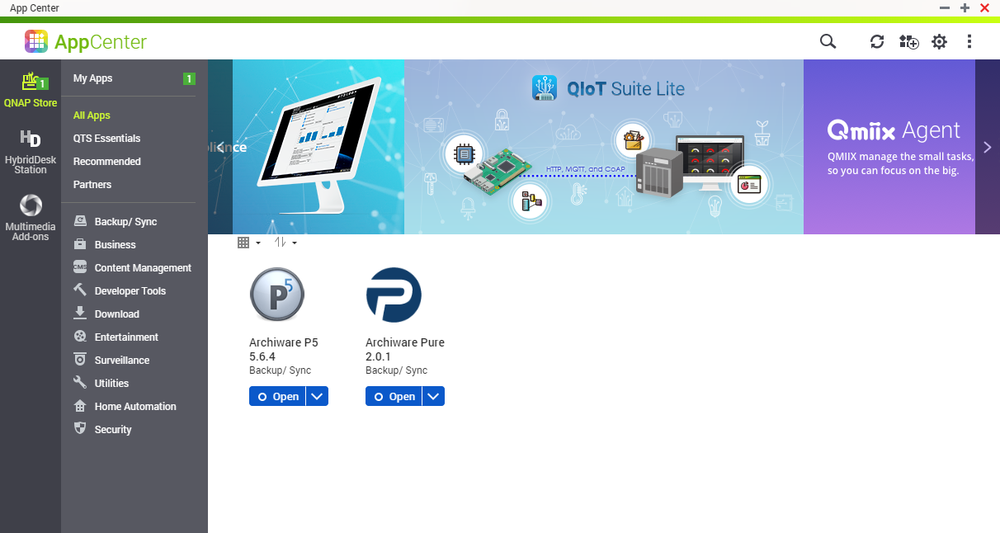 App Center
AppCenter
1
QNAP Store
HD
HybridDesk
Station
Multimedia
Add-ons
My Apps
1
All Apps
QTS Essentials
Recommended
Partners
Backup/ Sync
Business
CMS
Content Management
Developer Tools
Download
Entertainment
Surveillance
Utilities
Home Automation
Security
QIoT Suite Lite
HTTP, MQTT, and CoAP
Qmiix Agent
QMIIX manage the small tasks,
so you can focus on the big.
P5
Archiware P5
5.6.4
Backup/ Sync
Open
P
Archiware Pure
2.0.1
Backup/ Sync
Open